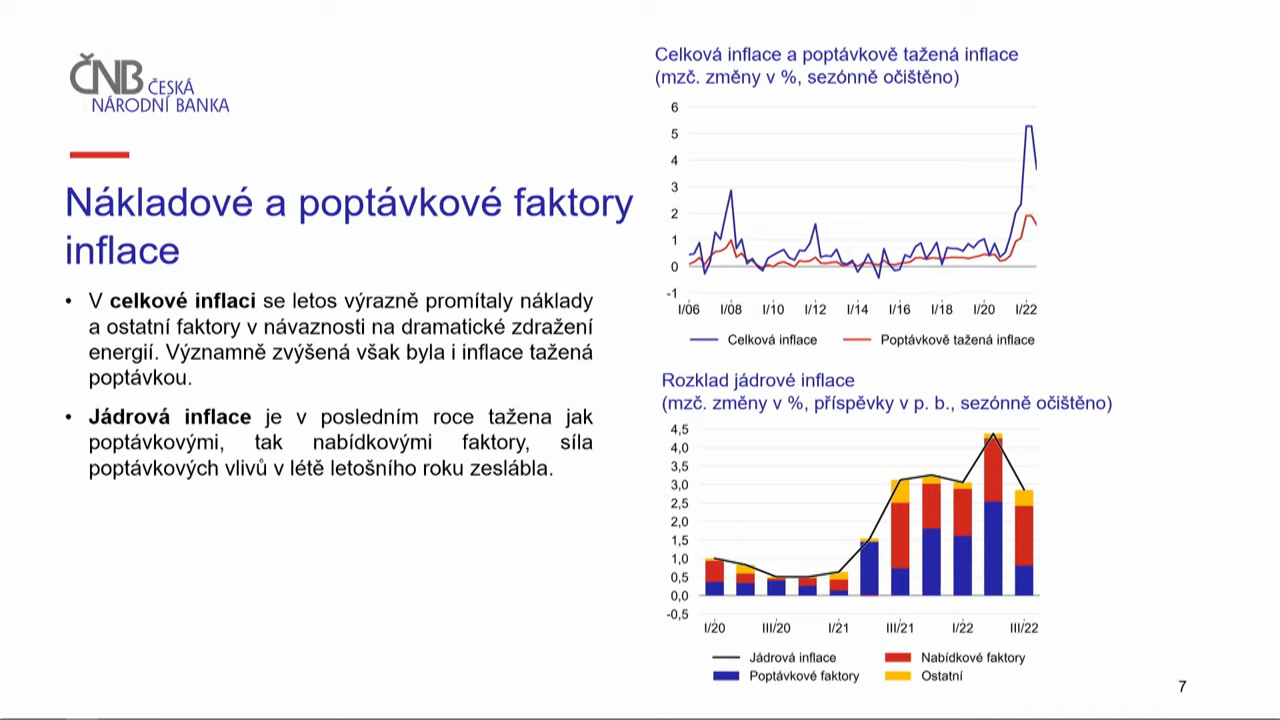 ČNB ČESKÁ
NÁRODNÍ BANKA
Nákladové a poptávkové faktory
inflace
• V celkové inflaci se letos výrazně promítaly náklady
a ostatní faktory v návaznosti na dramatické zdražení
energií. Významně zvýšená však byla i inflace tažená
poptávkou.
• Jádrová inflace je v posledním roce tažena jak
poptávkovými, tak nabídkovými faktory, síla
poptávkových vlivů v létě letošního roku zeslábla.
Celková inflace a poptávkově tažená inflace
(mzč. změny v %, sezónně očištěno)
6
5
4
3
2
1
0
-1
I/06 I/08 I/10 I/12 I/14 I/16 I/18 I/20 I/22
Celková inflace Poptávkově tažená inflace
Rozklad jádrové inflace
(mzč. změny v %, příspěvky v p. b., sezónně očištěno)
4,5
4,0
3,5
3,0
2,5
2,0
1,5
1,0
0,5
0,0
-0,5
I/20 III/20 I/21 III/21 I/22 III/22
Jádrová inflace Nabídkové faktory
Poptávkové faktory Ostatní
7